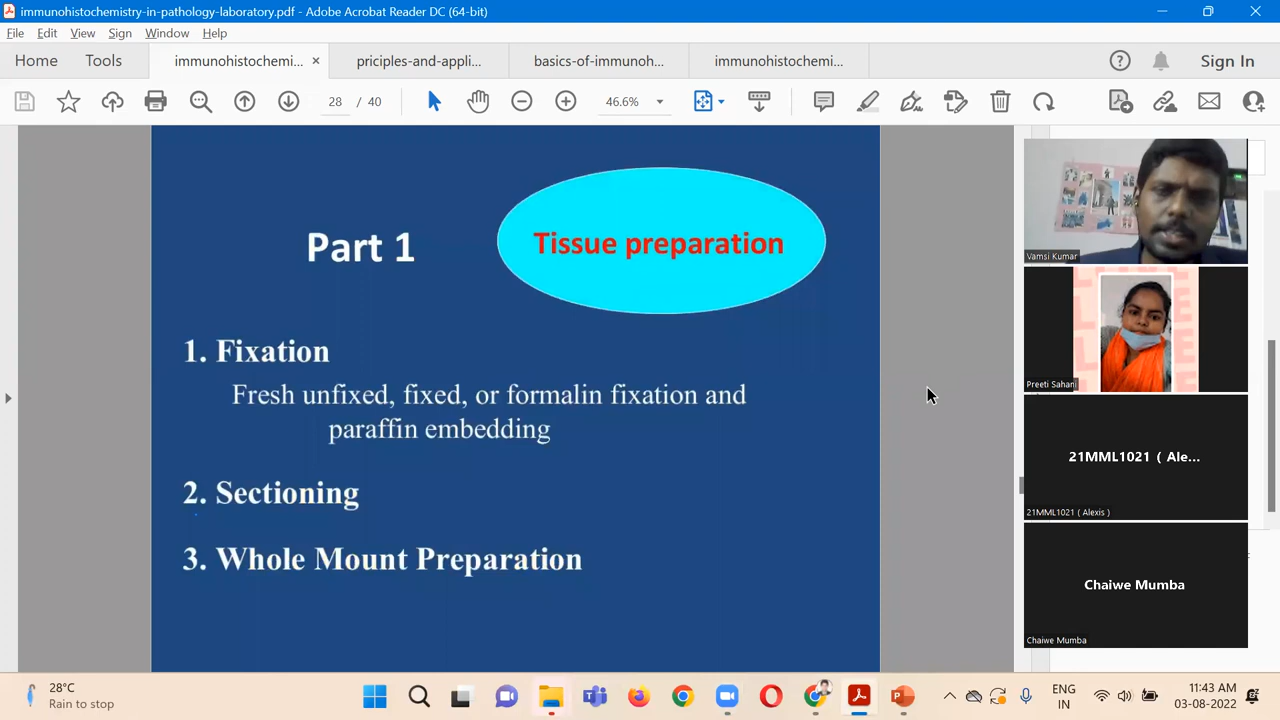 immunohistochemistry-in-pathology-laboratory.pdf - Adobe Acrobat Reader DC (64-bit)
File Edit View Sign Window Help
Home Tools immunohistochemi... × priciples-and-appli... basics-of-immunoh... immunohistochemi... Sign In
28 / 40 46.6%
Part 1
Tissue preparation
1. Fixation
Fresh unfixed, fixed, or formalin fixation and
paraffin embedding
2. Sectioning
3. Whole Mount Preparation
Vamsi Kumar
Preeti Sahani
21MML1021 ( Ale...
21MML1021 ( Alexis )
Chaiwe Mumba
Chaiwe Mumba
28°C
Rain to stop
ENG
IN
11:43 AM
03-08-2022